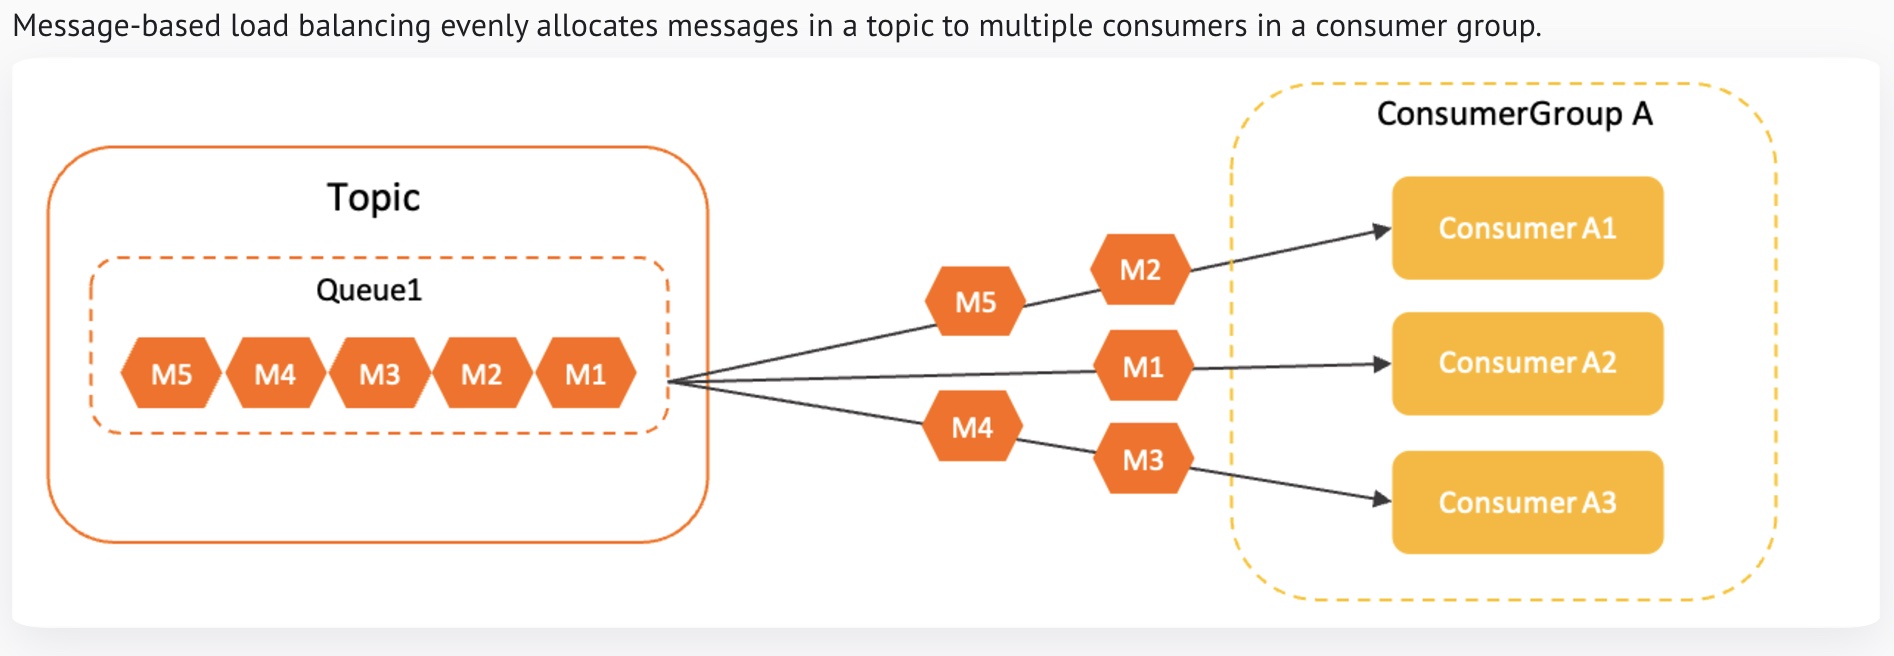 Message-based load balancing evenly allocates messages in a topic to multiple consumers in a consumer group.
ConsumerGroup A
Topic
Queue1
M5 M4 M3 M2 M1
M5
M2
M1
M4
M3
Consumer A1
Consumer A2
Consumer A3